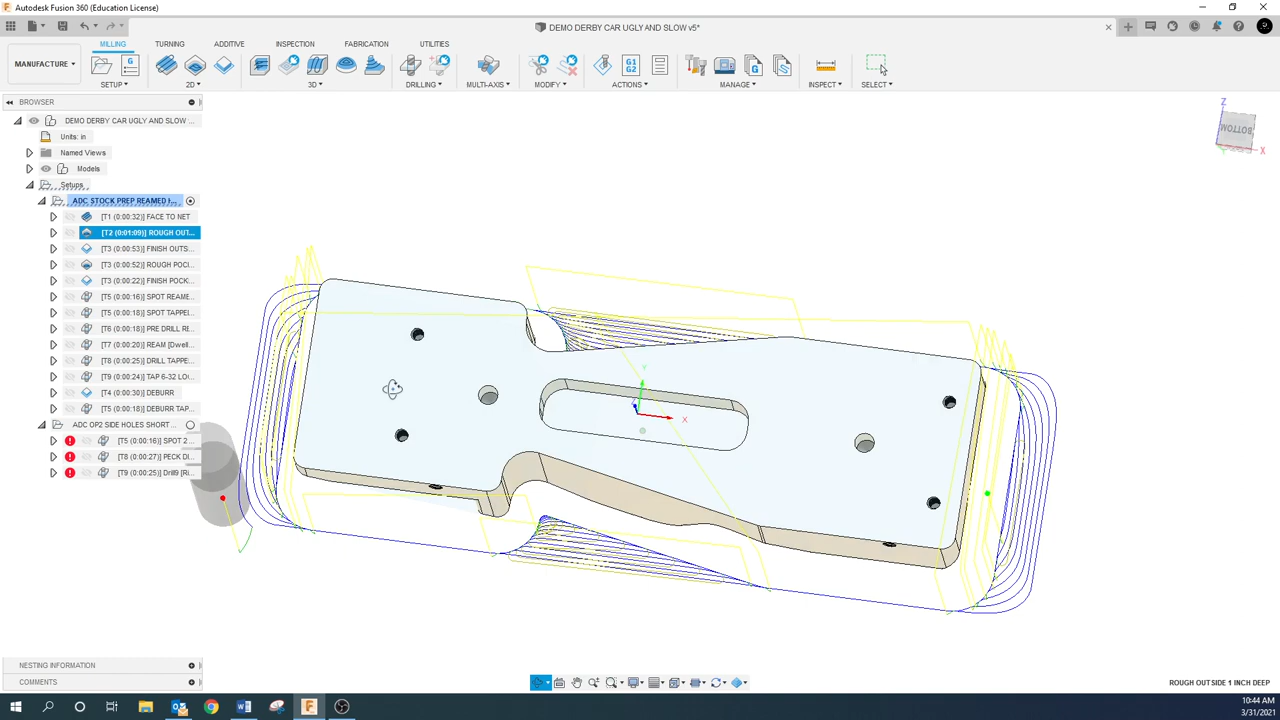 Autodesk Fusion 360 (Education License)
DEMO DERBY CAR UGLY AND SLOW v5*
MILLING TURNING ADDITIVE INSPECTION FABRICATION UTILITIES
MANUFACTURE
SETUP 2D 3D DRILLING MULTI-AXIS MODIFY ACTIONS MANAGE INSPECT SELECT
G1
G2
BROWSER
DEMO DERBY CAR UGLY AND SLOW ...
Units: in
Named Views
Models
Setups
ADC STOCK PREP REAMED H...
[T1 (0:00:32)] FACE TO NET
[T2 (0:01:09)] ROUGH OUT...
[T3 (0:00:53)] FINISH OUTS...
[T3 (0:00:52)] ROUGH POCK...
[T3 (0:00:22)] FINISH POCK...
[T5 (0:00:16)] SPOT REAME...
[T5 (0:00:18)] SPOT TAPPE...
[T6 (0:00:18)] PRE DRILL RE...
[T7 (0:00:20)] REAM [Dwell...
[T8 (0:00:25)] DRILL TAPPE...
[T9 (0:00:24)] TAP 6-32 LO...
[T4 (0:00:30)] DEBURR
[T5 (0:00:18)] DEBURR TAP...
ADC OP2 SIDE HOLES SHORT ...
[T5 (0:00:16)] SPOT 2 ...
[T8 (0:00:27)] PECK D...
[T9 (0:00:25)] Drill9 [Ri...
Z
BOTTOM
X
Y
Y
X
NESTING INFORMATION
COMMENTS
ROUGH OUTSIDE 1 INCH DEEP
10:44 AM
3/31/2021